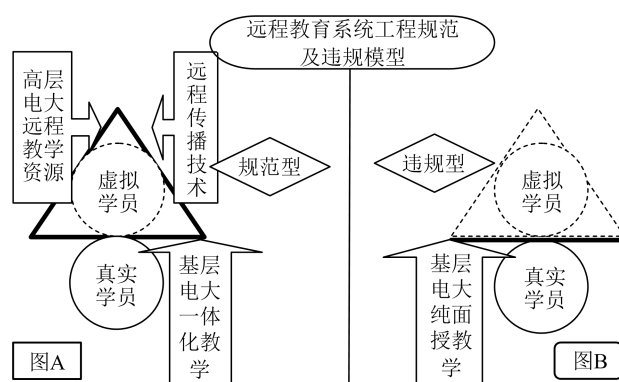 远程教育系统工程规范
及违规模型
高层
电大
远程
教学
资源
远程传播技术
规范型
虚拟
学员
真实
学员
基层
电大
一体
化教
学
图A
违规型
虚拟
学员
真实
学员
基层
电大
纯面
授教
学
图B